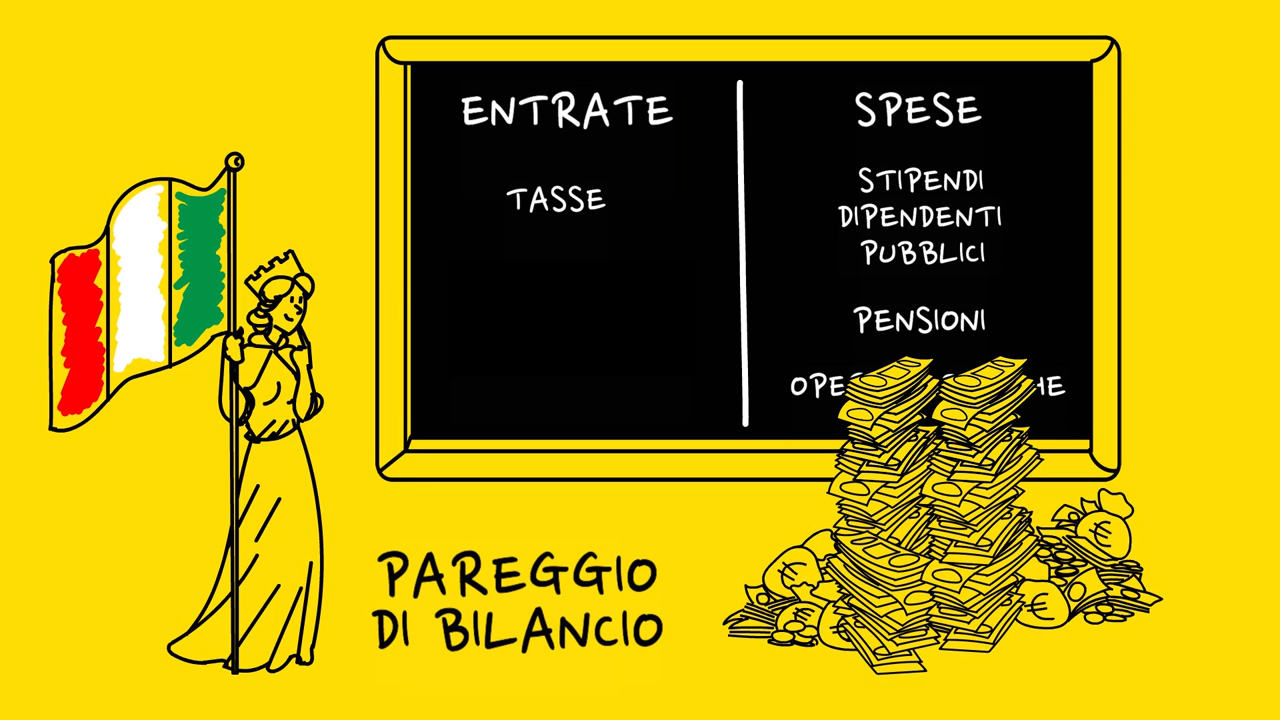 ENTRATE
TASSE
SPESE
STIPENDI
DIPENDENTI
PUBBLICI
PENSIONI
PAREGGIO
DI BILANCIO